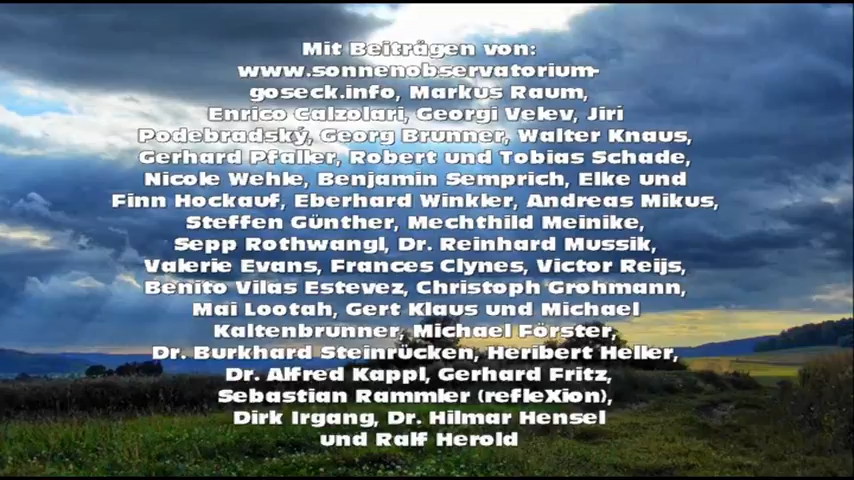 Mit Beiträgen von:
www.sonnenobservatorium-
goseck.info, Markus Raum,
Enrico Calzolari, Georgi Velev, Jiri
Podebradský, Georg Brunner, Walter Knaus,
Gerhard Pfaller, Robert und Tobias Schade,
Nicole Wehle, Benjamin Semprich, Elke und
Finn Hockauf, Eberhard Winkler, Andreas Mikus,
Steffen Günther, Mechthild Meinike,
Sepp Rothwangl, Dr. Reinhard Mussik,
Valerie Evans, Frances Clynes, Victor Reijs,
Benito Vilas Estevez, Christoph Grohmann,
Mai Lootah, Gert Klaus und Michael
Kaltenbrunner, Michael Förster,
Dr. Burkhard Steinrücken, Heribert Heller,
Dr. Alfred Kappl, Gerhard Fritz,
Sebastian Rammler (refleXion),
Dirk Irgang, Dr. Hilmar Hensel
und Ralf Herold